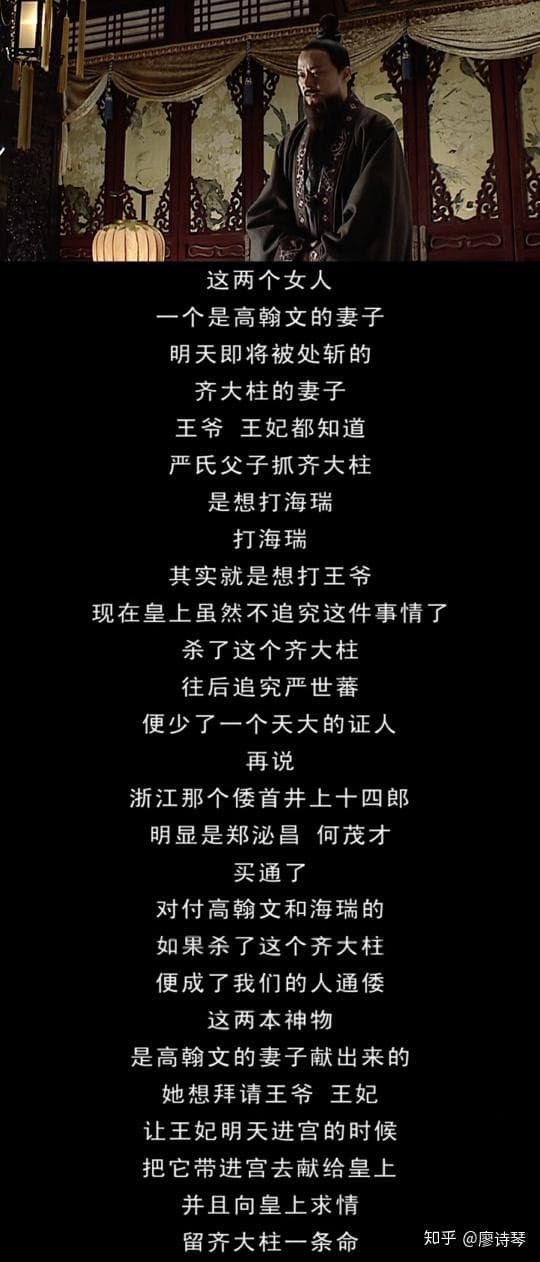 这两个女人
一个是高翰文的妻子
明天即将被处斩的
齐大柱的妻子
王爷 王妃都知道
严氏父子抓齐大柱
是想打海瑞
打海瑞
其实就是想打王爷
现在皇上虽然不追究这件事情了
杀了这个齐大柱
往后追究严世蕃
便少了一个天大的证人
再说
浙江那个倭首井上十四郎
明显是郑泌昌 何茂才
买通了
对付高翰文和海瑞的
如果杀了这个齐大柱
便成了我们的人通倭
这两本神物
是高翰文的妻子献出来的
她想拜请王爷 王妃
让王妃明天进宫的时候
把它带进宫去献给皇上
并且向皇上求情
留齐大柱一条命
知乎 @廖诗琴